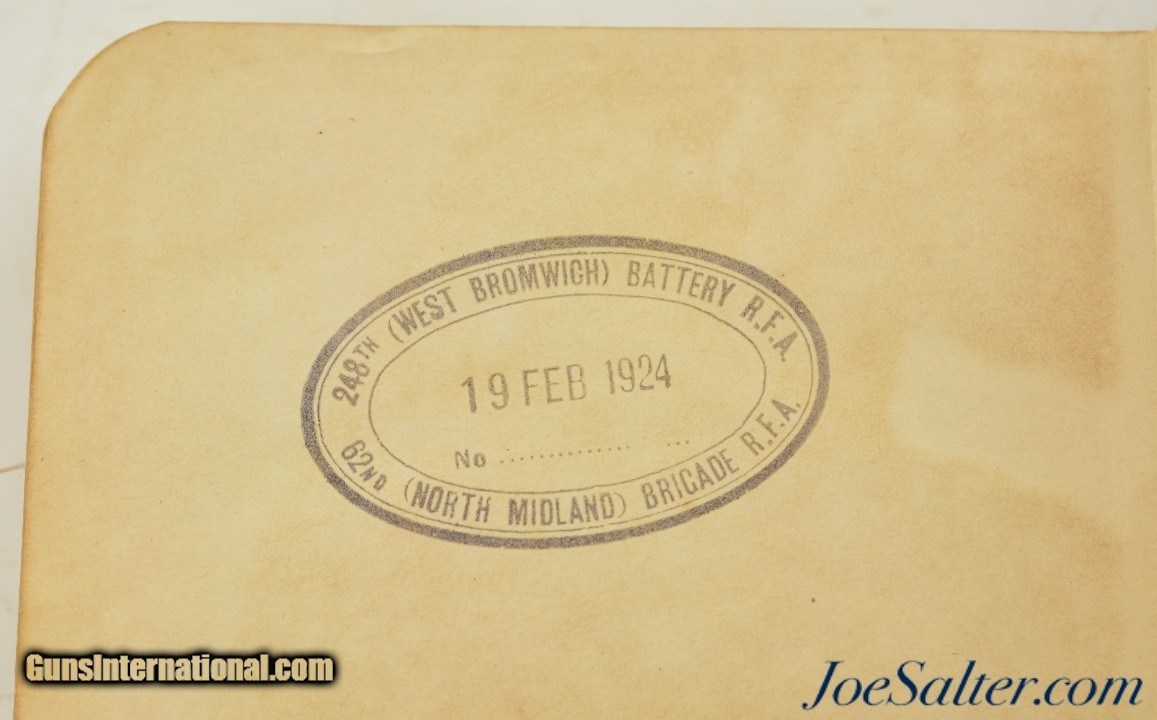 248TH (WEST BROMWICH) BATTERY R.F.A.
19 FEB 1924
No .............. ...
62ND (NORTH MIDLAND) BRIGADE R.F.A.
GunsInternational.com
JoeSalter.com